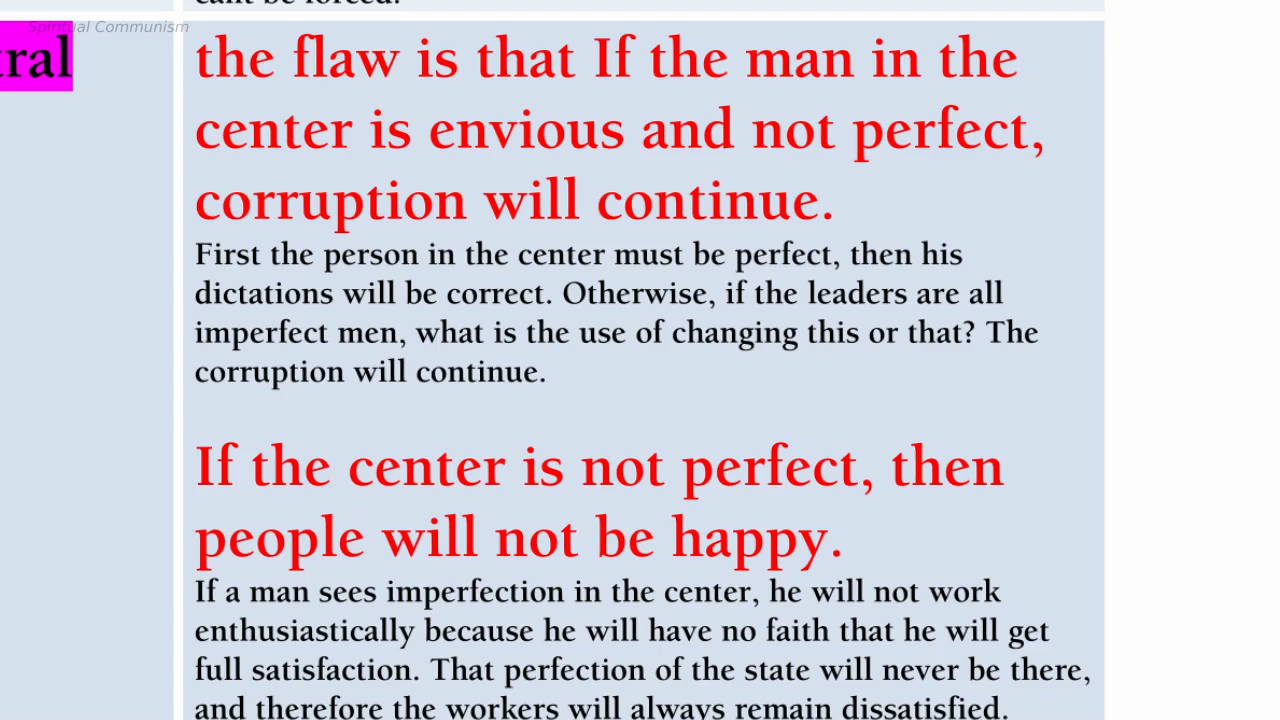 cant be forced.
Spiritual Communism
tral
the flaw is that If the man in the
center is envious and not perfect,
corruption will continue.
First the person in the center must be perfect, then his
dictations will be correct. Otherwise, if the leaders are all
imperfect men, what is the use of changing this or that? The
corruption will continue.
If the center is not perfect, then
people will not be happy.
If a man sees imperfection in the center, he will not work
enthusiastically because he will have no faith that he will get
full satisfaction. That perfection of the state will never be there,
and therefore the workers will always remain dissatisfied.